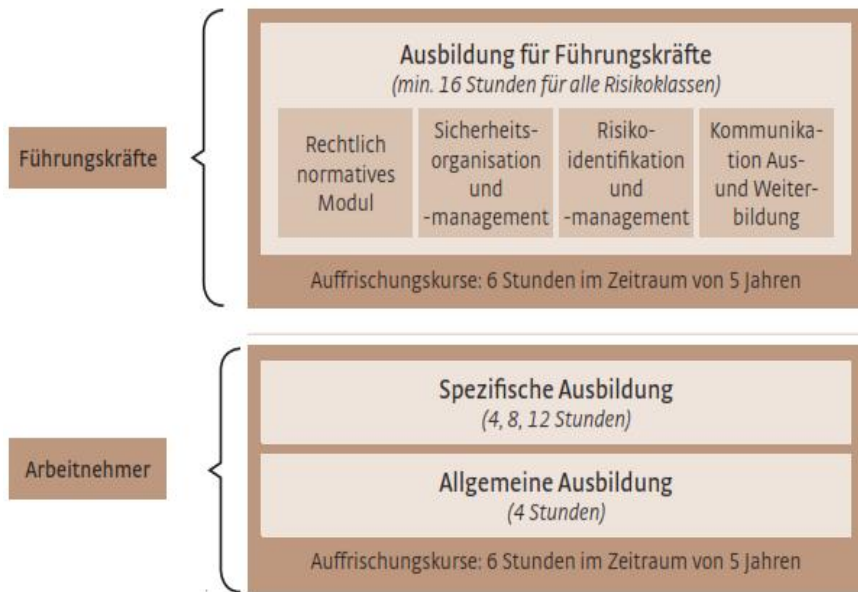 Führungskräfte
Ausbildung für Führungskräfte
(min. 16 Stunden für alle Risikoklassen)
Rechtlich
normatives
Modul
Sicherheits-
organisation
und
-management
Risiko-
identifikation
und
-management
Kommunika-
tion Aus-
und Weiter-
bildung
Auffrischungskurse: 6 Stunden im Zeitraum von 5 Jahren
Arbeitnehmer
Spezifische Ausbildung
(4, 8, 12 Stunden)
Allgemeine Ausbildung
(4 Stunden)
Auffrischungskurse: 6 Stunden im Zeitraum von 5 Jahren